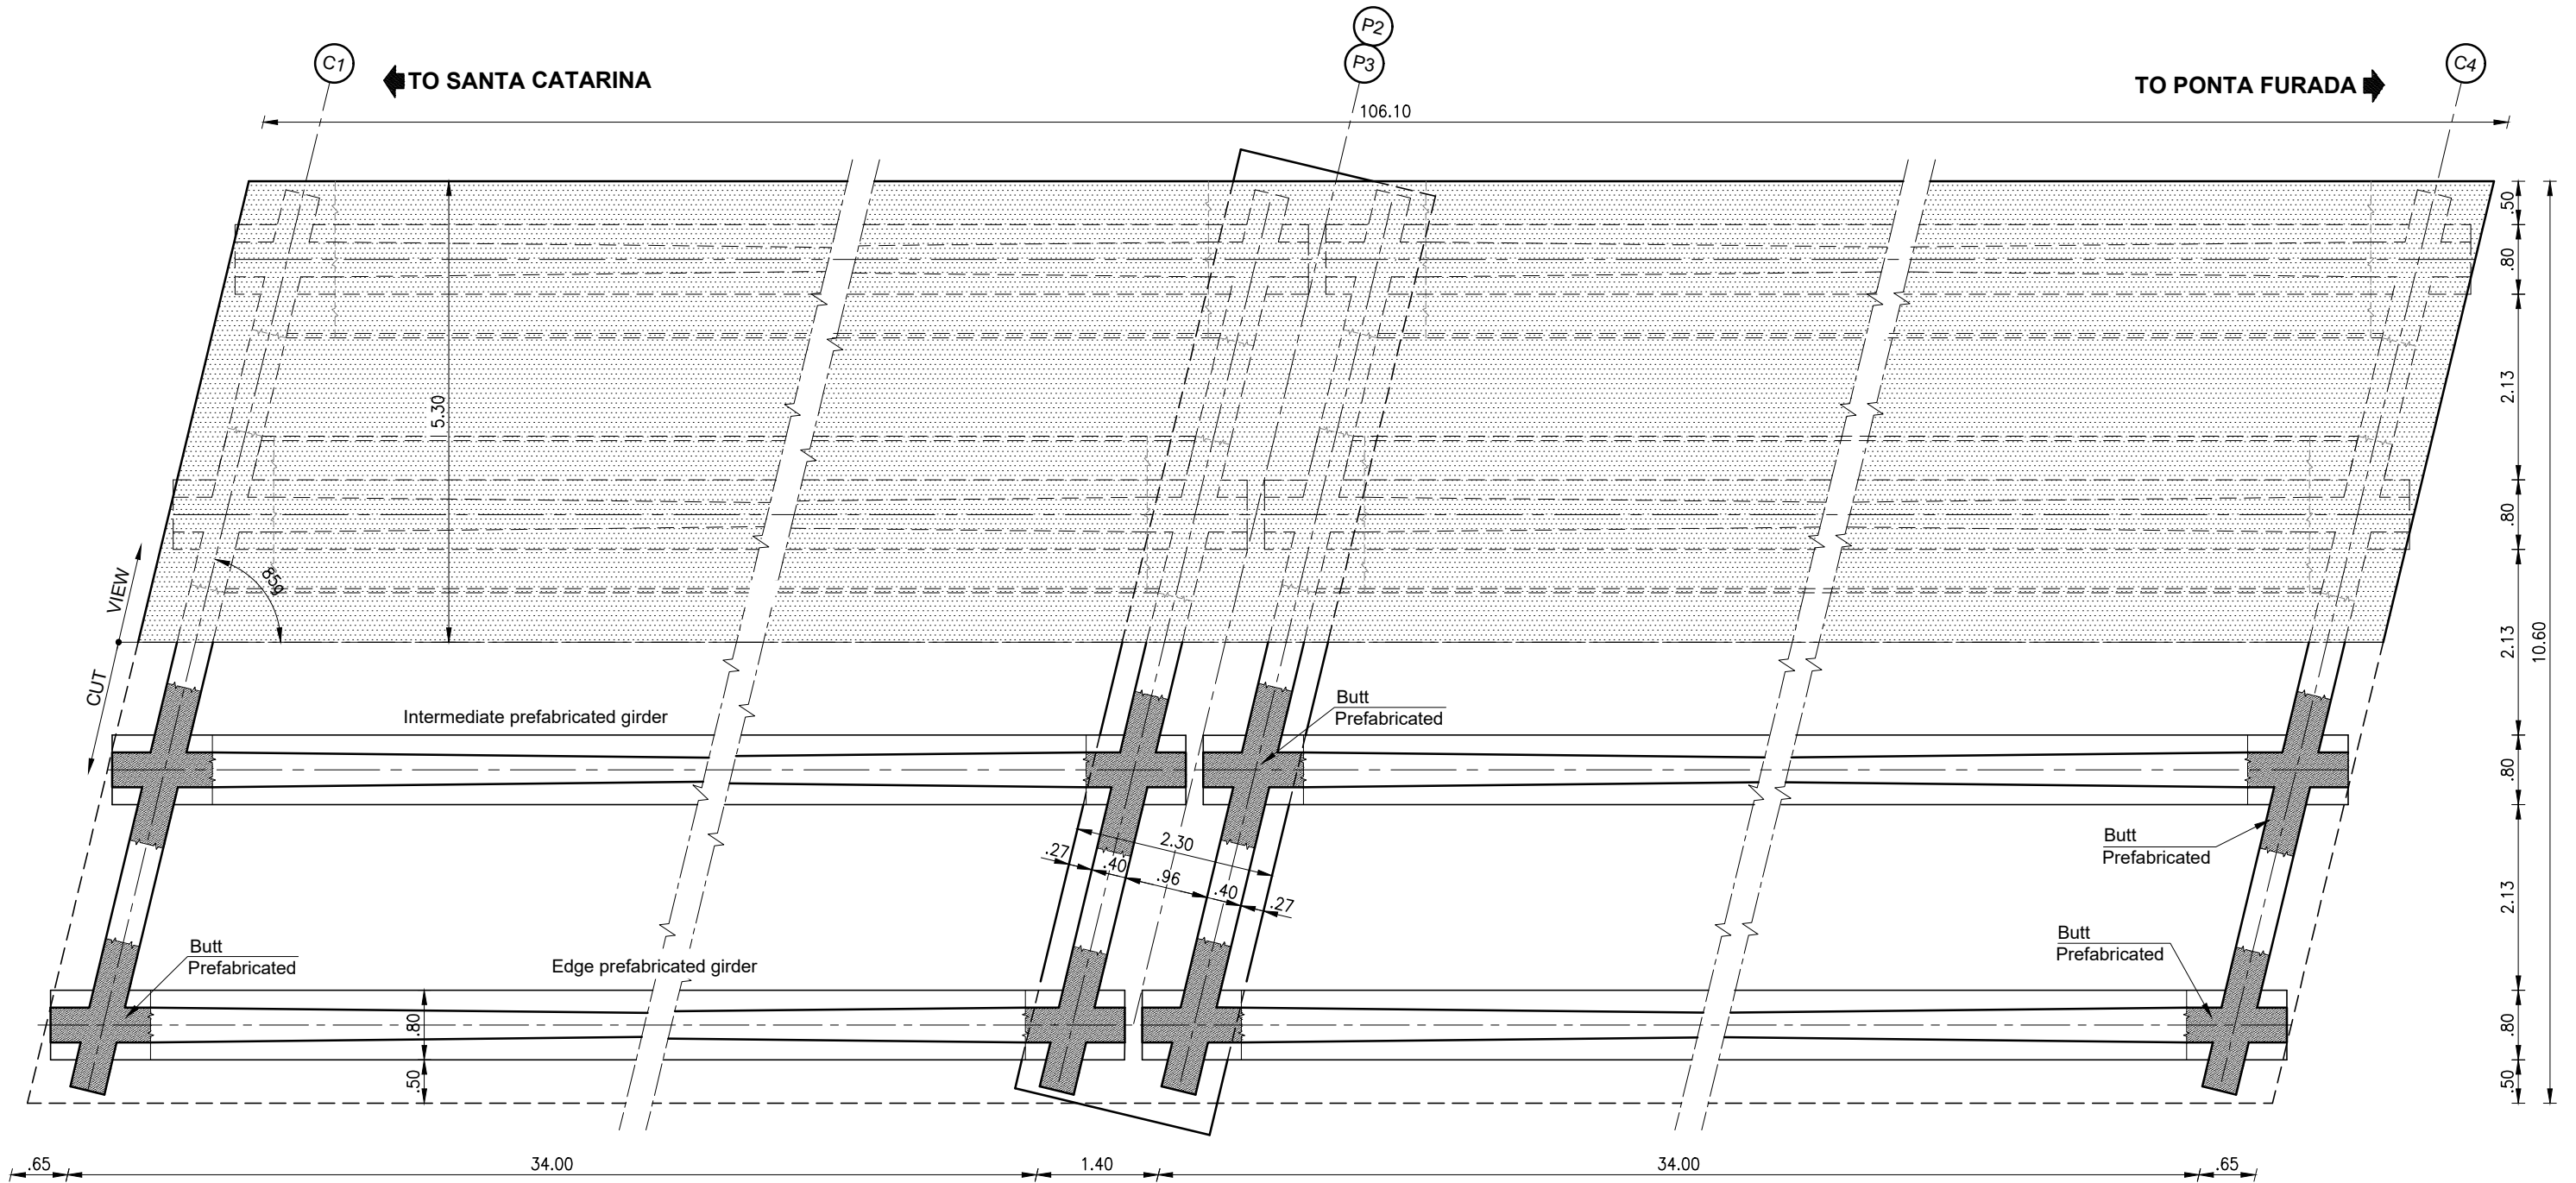 P2
C1
P3
C4
TO SANTA CATARINA
TO PONTA FURADA
106.10
.50
.80
2.13
5.30
.80
85g
VIEW
2.13
10.60
CUT
Intermediate prefabricated girder
Butt
Prefabricated
.80
2.30
.27
.40
.96
.40
.27
Butt
Prefabricated
2.13
Butt
Prefabricated
Edge prefabricated girder
Butt
Prefabricated
.80
.80
.50
.50
.65
34.00
1.40
34.00
.65